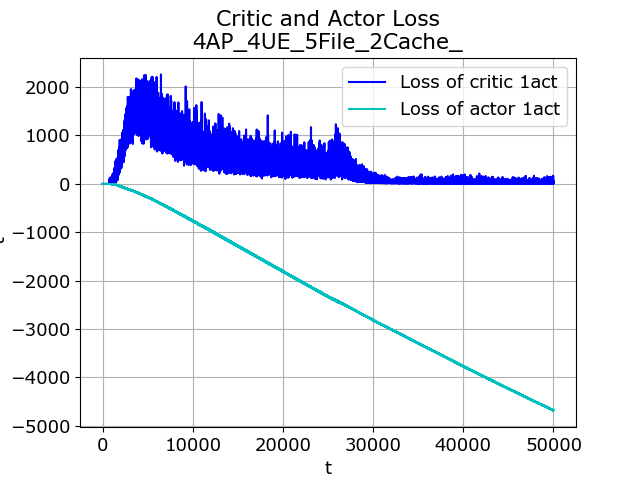 Critic and Actor Loss
4AP_4UE_5File_2Cache_
Loss of critic 1act
Loss of actor 1act
2000
1000
0
−1000
−2000
−3000
−4000
−5000
0 10000 20000 30000 40000 50000
t